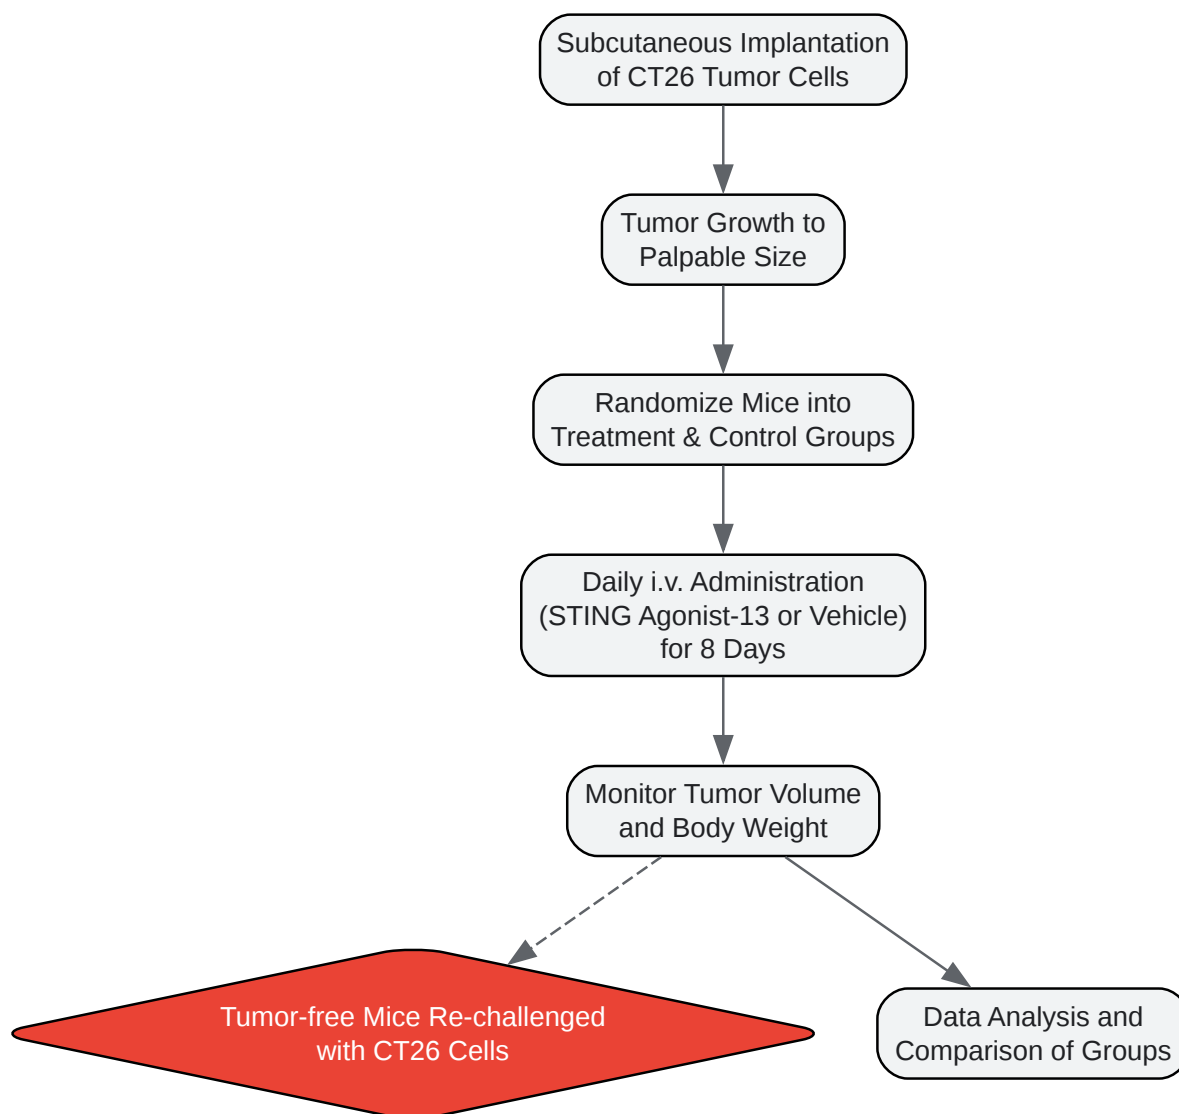 Subcutaneous Implantation
of CT26 Tumor Cells
Tumor Growth to
Palpable Size
Randomize Mice into
Treatment & Control Groups
Daily i.v. Administration
(STING Agonist-13 or Vehicle)
for 8 Days
Monitor Tumor Volume
and Body Weight
Tumor-free Mice Re-challenged
with CT26 Cells
Data Analysis and
Comparison of Groups